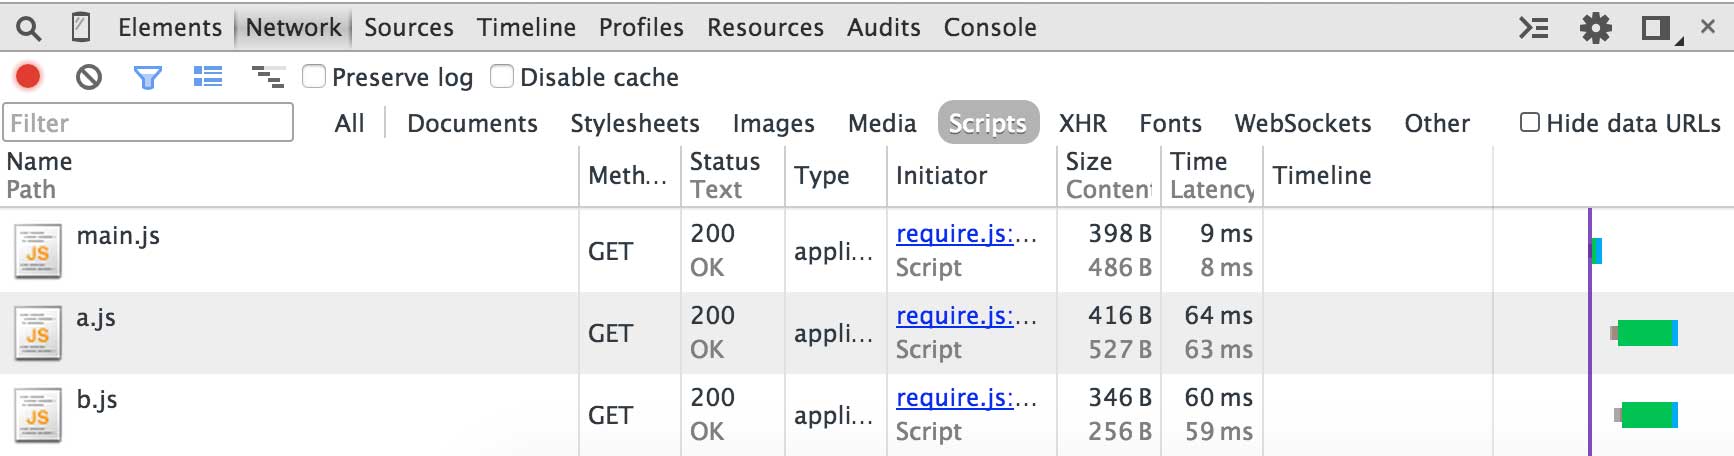 Elements Network Sources Timeline Profiles Resources Audits Console
Preserve log Disable cache
Filter All Documents Stylesheets Images Media Scripts XHR Fonts WebSockets Other Hide data URLs
Name Status Size Time
Meth... Type Initiator Timeline
Path Text Conten Latency
main.js 200 require.js:... 398 B 9 ms
JS GET appli...
OK Script 486 B 8 ms
a.js 200 require.js:... 416 B 64 ms
JS GET appli...
OK Script 527 B 63 ms
b.js 200 require.js:... 346 B 60 ms
JS GET appli...
OK Script 256 B 59 ms